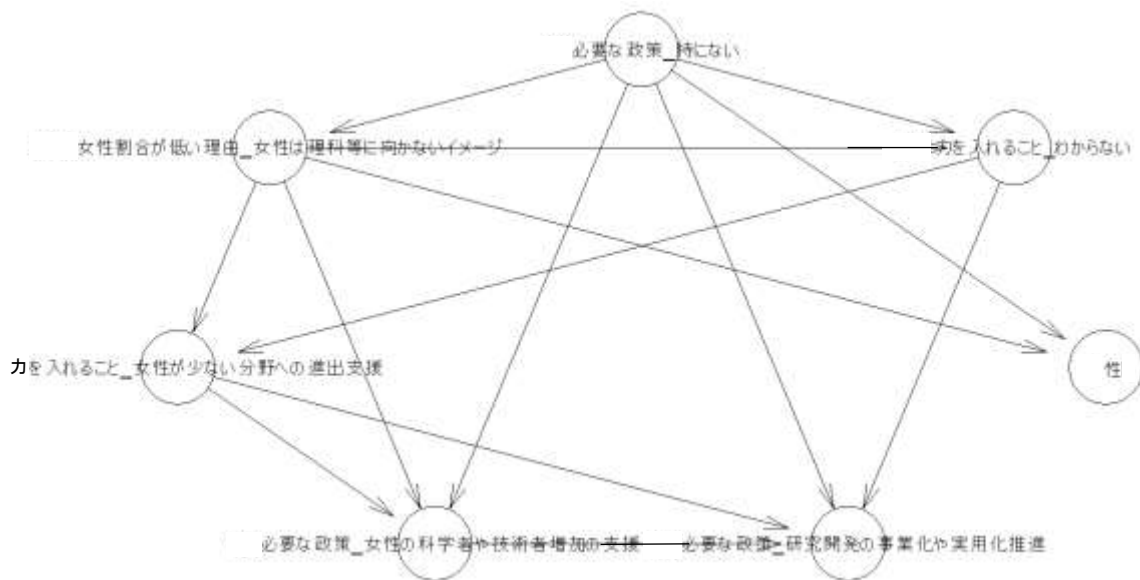 必要な政策_特にない
女性割合が低い理由_女性は理科等に向かないイメージ
を入れること_わからない
力を入れること_女性が少ない分野への進出支援
性
必要な政策_女性の科学者や技術者増加の支援
必要な政策_研究開発の事業化や実用化推進